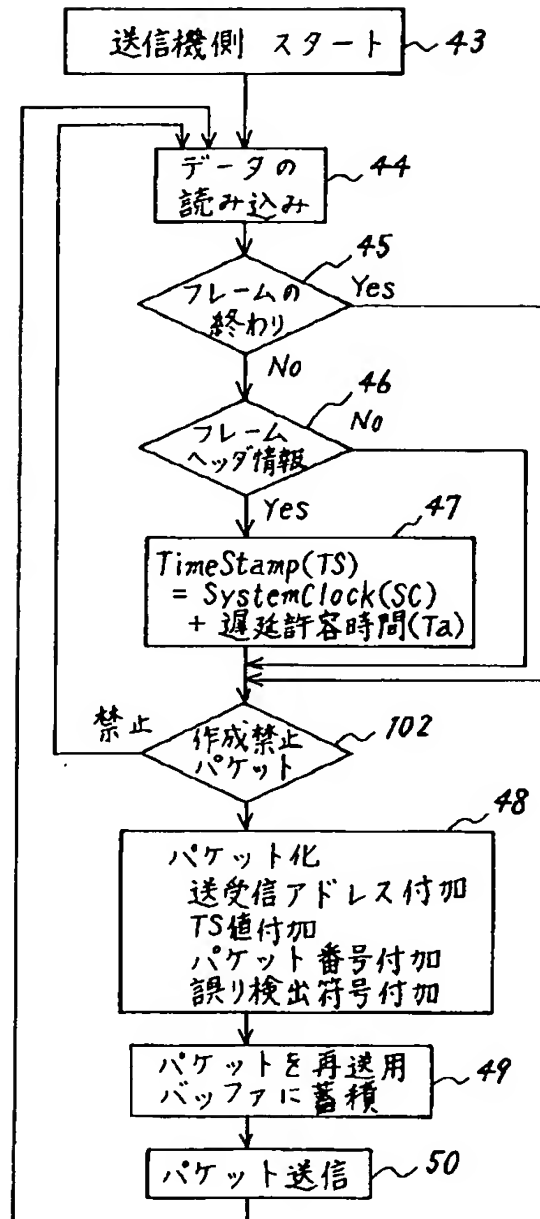 送信機側 スタート 43
データの 44
読み込み
45
フレームの Yes
終わり
No 46
フレーム No
ヘッダ情報
Yes 47
TimeStamp(TS)
= SystemClock(SC)
+ 遅延許容時間(Ta)
禁止
作成禁止 102
パケット
48
パケット化
送受信アドレス付加
TS値付加
パケット番号付加
誤り検出符号付加
パケットを再送用
バッファに蓄積 49
パケット送信 50